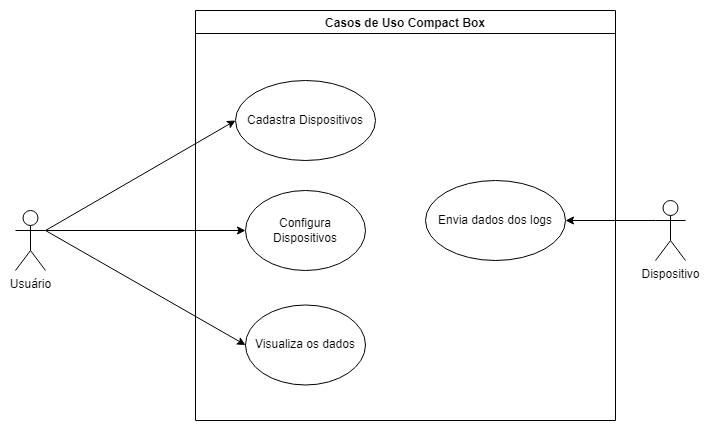 Casos de Uso Compact Box
Cadastra Dispositivos
Configura
Dispositivos
Envia dados dos logs
Usuário
Dispositivo
Visualiza os dados